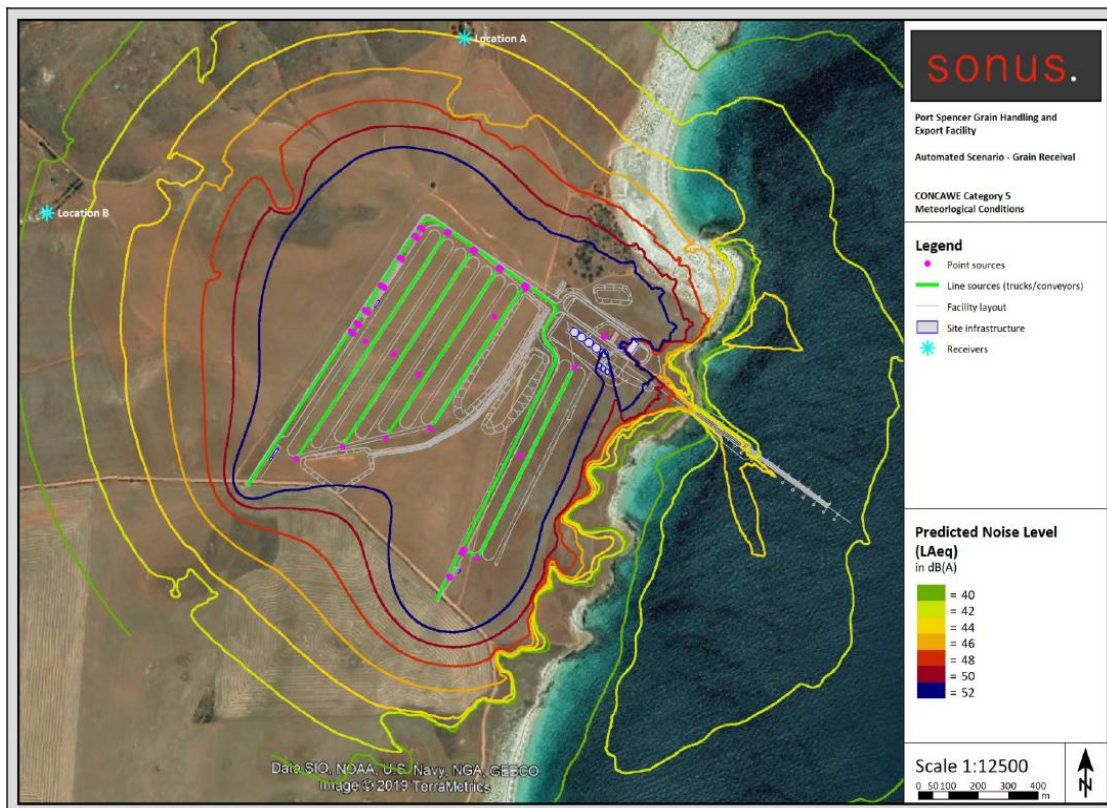 Location A
Location B
Data SIO, NOAA, U.S. Navy, NGA, GEBCO
Image © 2019 TerraMetrics
sonus.
Port Spencer Grain Handling and
Export Facility
Automated Scenario - Grain Receival
CONCAWE Category 5
Meteorlogical Conditions
Legend
Point sources
Line sources (trucks/conveyors)
Facility layout
Site infrastructure
Receivers
Predicted Noise Level
(LAeq)
in dB(A)
= 40
= 42
= 44
= 46
= 48
= 50
= 52
Scale 1:12500
0 50 100 200 300 400
m
N